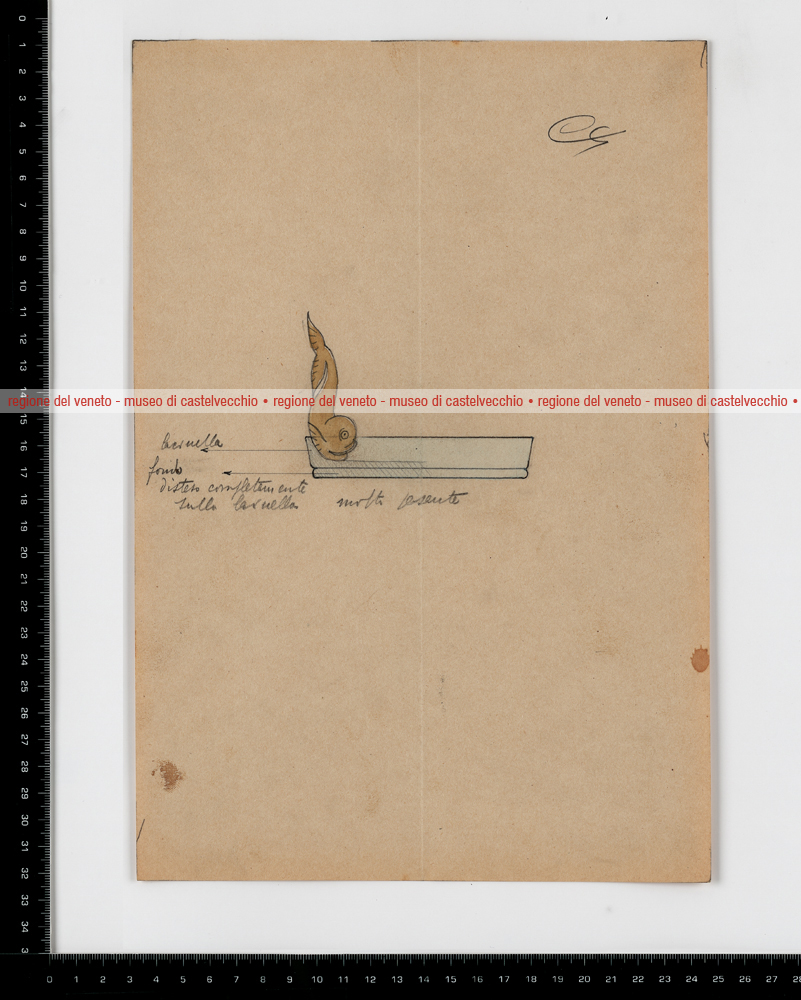 CS
regione del veneto - museo di castelvecchio • regione del veneto - museo di castelvecchio • regione del veneto - museo di castelvecchio •
fondo
disteso completamente
sulla molto pesante
0 1 2 3 4 5 6 7 8 9 10 11 12 13 14 15 16 17 18 19 20 21 22 23 24 25 26 27 28 29 30 31 32 33 34 3
0 1 2 3 4 5 6 7 8 9 10 11 12 13 14 15 16 17 18 19 20 21 22 23 24 25 26 27 28